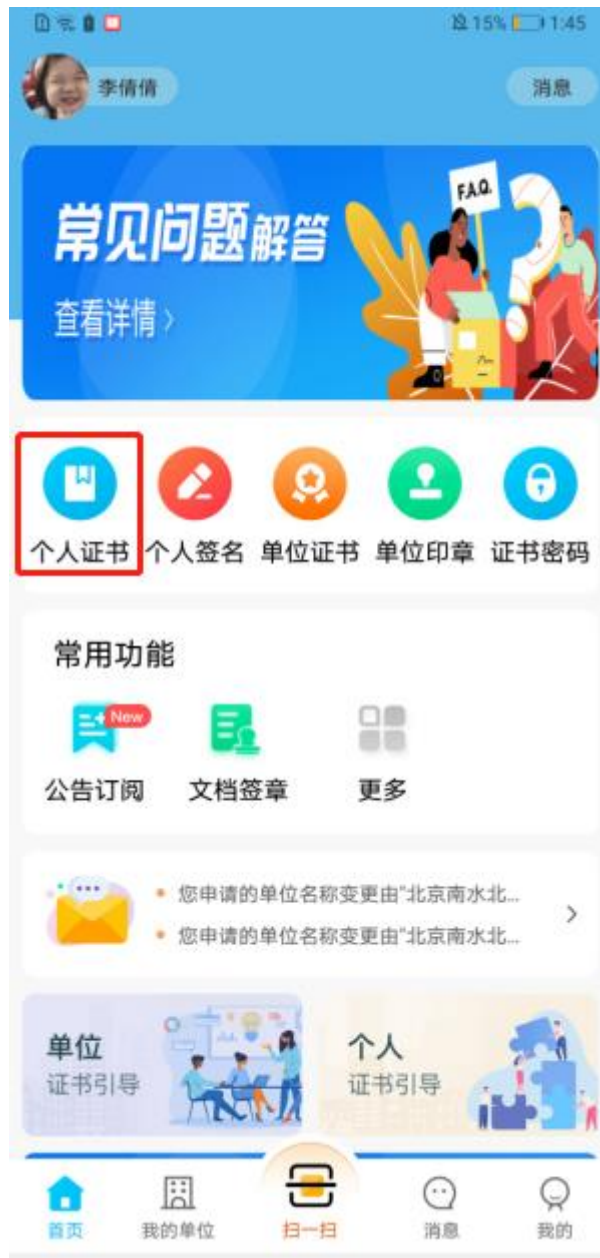 15% 1:45
李倩倩
消息
常见问题解答
F.A.Q.
查看详情 >
个人证书 个人签名 单位证书 单位印章 证书密码
常用功能
New
公告订阅 文档签章 更多
• 您申请的单位名称变更由"北京南水北...
• 您申请的单位名称变更由"北京南水北...
单位 个人
证书引导 证书引导
首页 我的单位 扫一扫 消息 我的